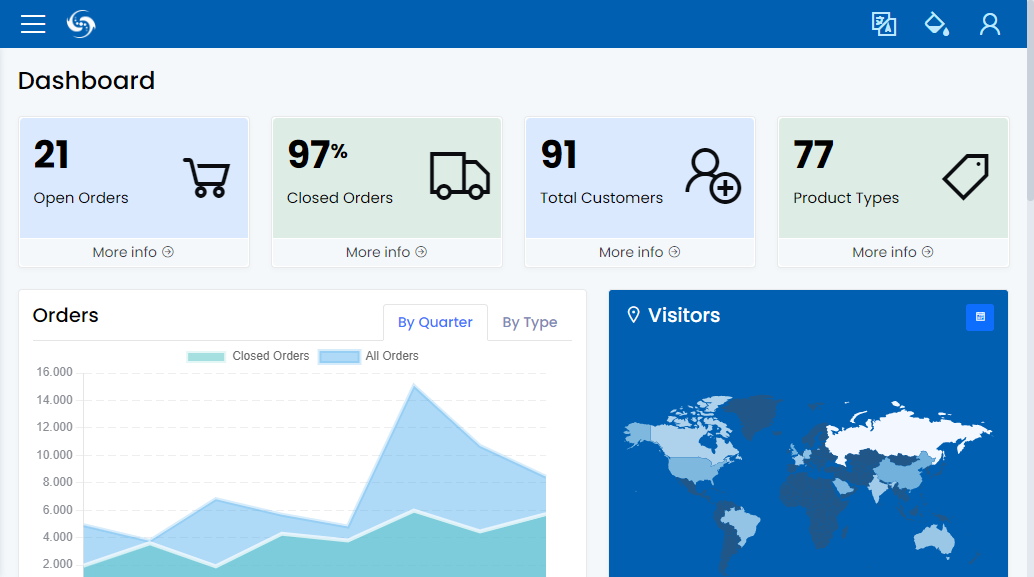 Dashboard
21
Open Orders
More info
97%
Closed Orders
More info
91
Total Customers
More info
77
Product Types
More info
Orders
By Quarter
By Type
Closed Orders
All Orders
16.000
14.000
12.000
10.000
8.000
6.000
4.000
2.000
Visitors